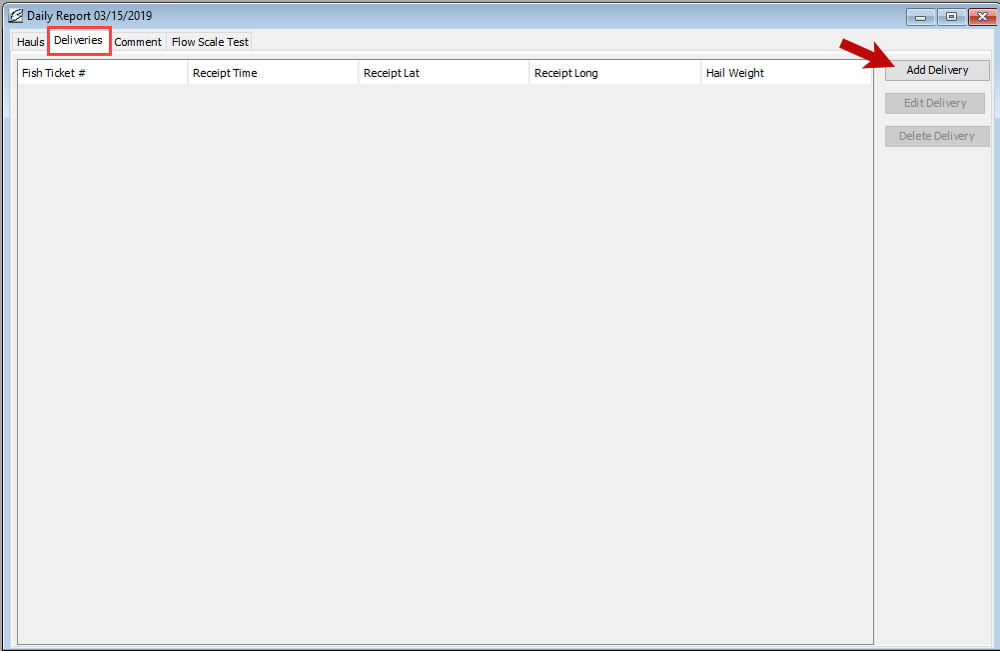 Daily Report 03/15/2019
Hauls Deliveries Comment Flow Scale Test
Fish Ticket # Receipt Time Receipt Lat Receipt Long Hail Weight
Add Delivery
Edit Delivery
Delete Delivery